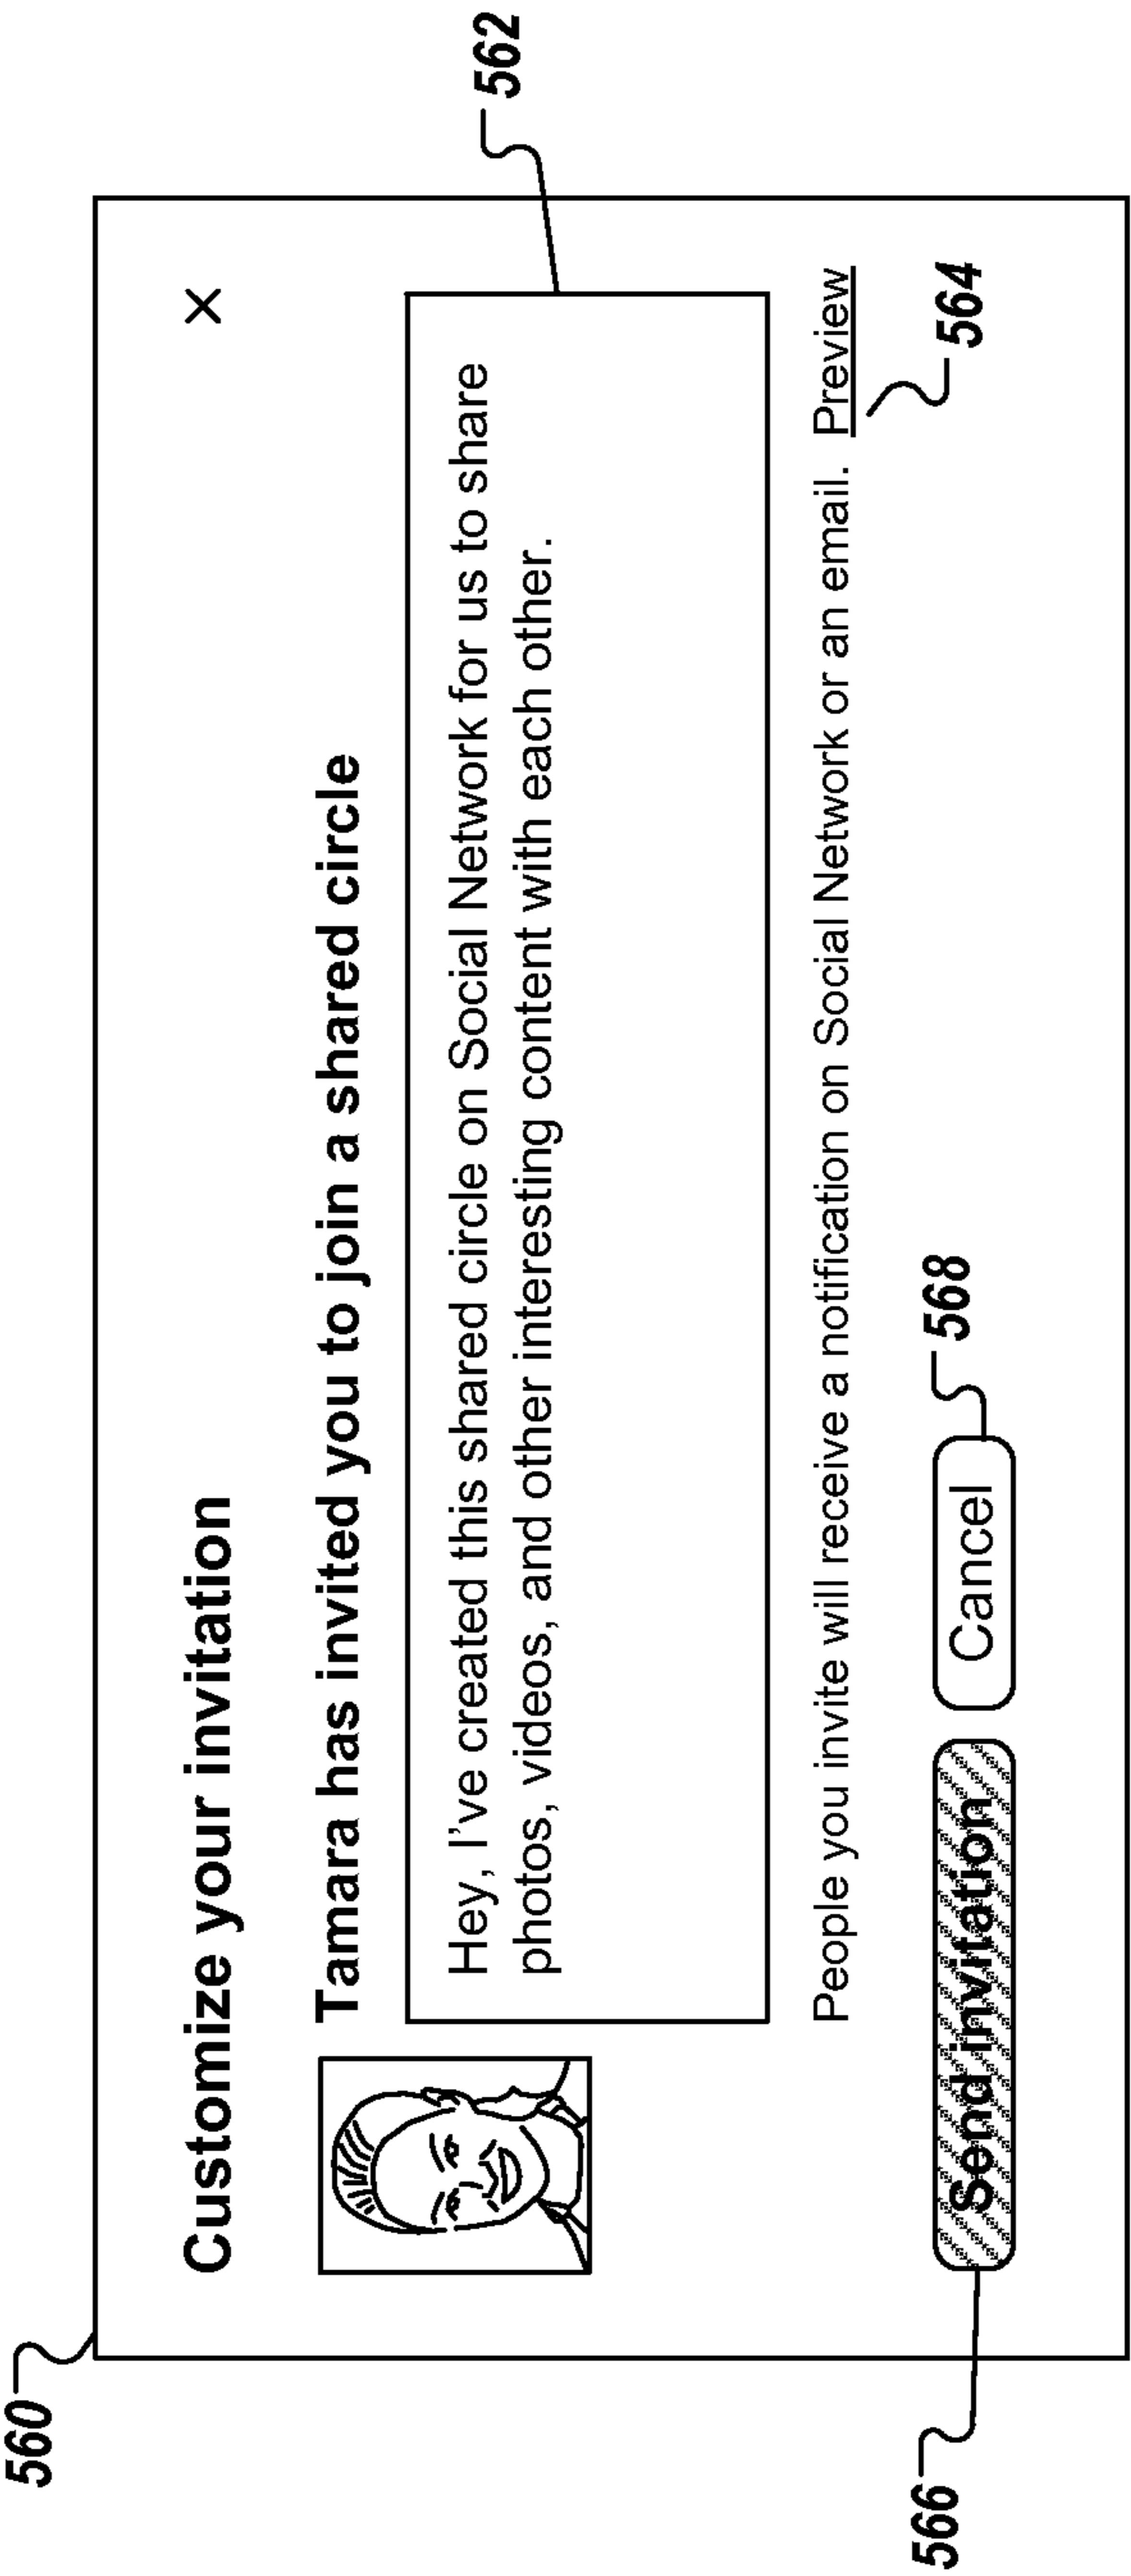 560
Customize your invitation
X
Tamara has invited you to join a shared circle
Hey, I've created this shared circle on Social Network for us to share
photos, videos, and other interesting content with each other.
562
People you invite will receive a notification on Social Network or an email. Preview
564
Send invitation
Cancel
566
568